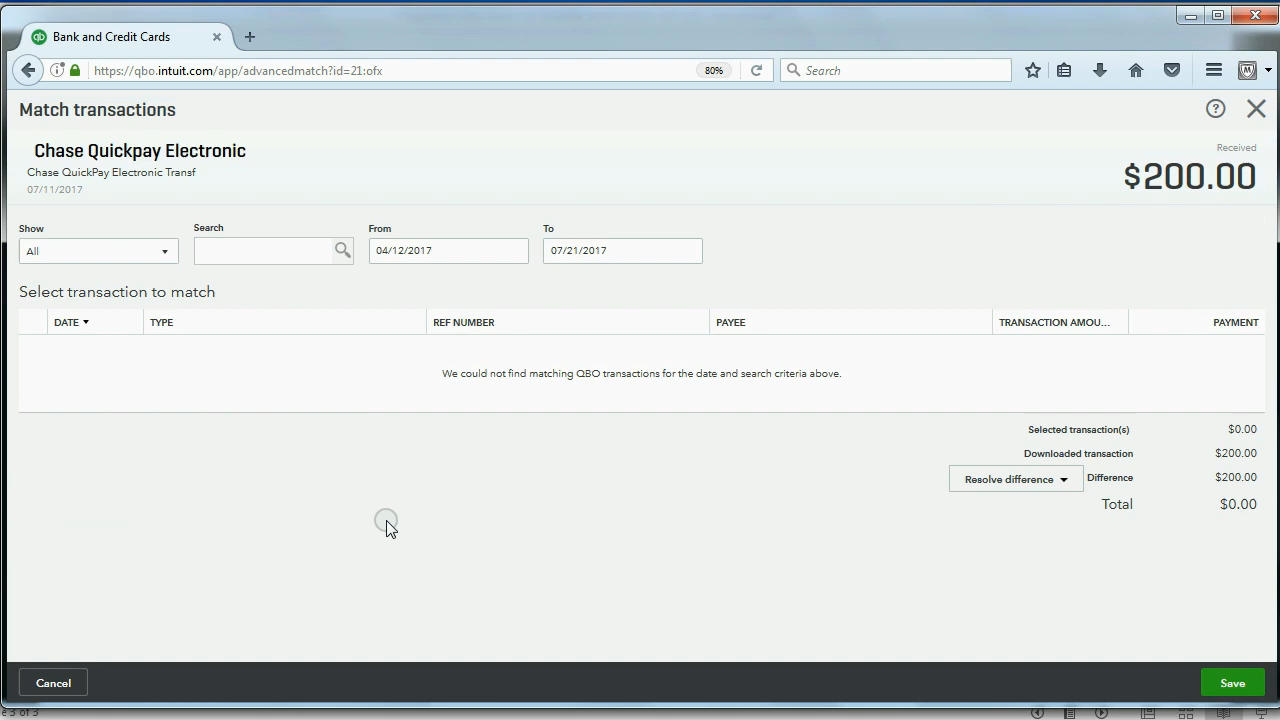 Bank and Credit Cards
https://qbo.intuit.com/app/advancedmatch?id=21:ofx
80%
Search
Match transactions
Chase Quickpay Electronic
Chase QuickPay Electronic Transf
07/11/2017
Received
$200.00
Show
Search
From
To
All
04/12/2017
07/21/2017
Select transaction to match
DATE TYPE REF NUMBER PAYEE TRANSACTION AMOU... PAYMENT
We could not find matching QBO transactions for the date and search criteria above.
Selected transaction(s) $0.00
Downloaded transaction $200.00
Resolve difference Difference $200.00
Total $0.00
Cancel
Save
e 3 of 3